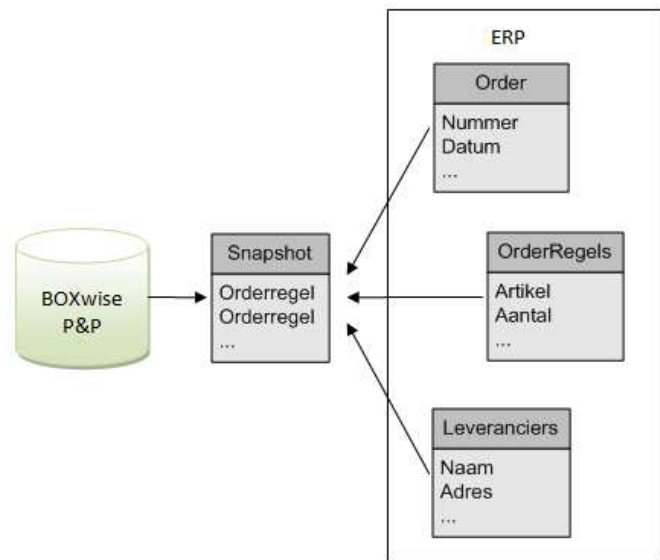 ERP
Order
Nummer
Datum
...
BOXwise
P&P
Snapshot
Orderregel
Orderregel
...
OrderRegels
Artikel
Aantal
...
Leveranciers
Naam
Adres
...